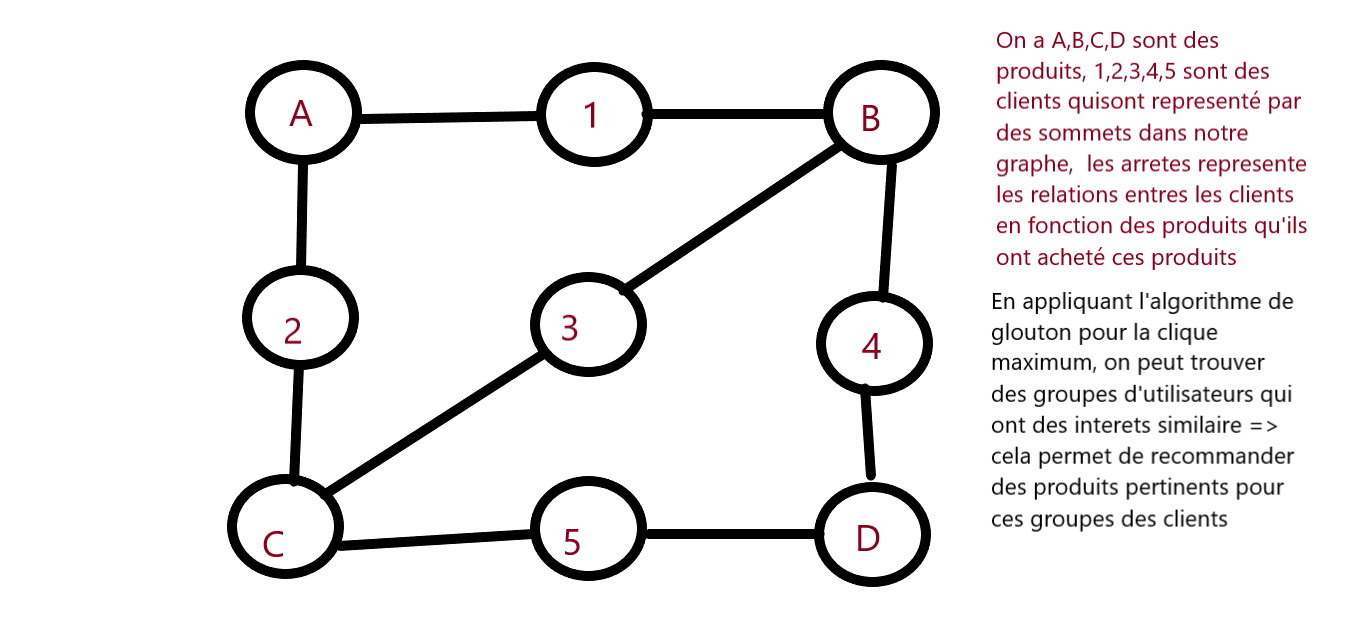 A
1
B
2
3
4
C
5
D
On a A,B,C,D sont des
produits, 1,2,3,4,5 sont des
clients quisont representé par
des sommets dans notre
graphe,  les arretes represente
les relations entres les clients
en fonction des produits qu'ils
ont acheté ces produits
En appliquant l'algorithme de
glouton pour la clique
maximum, on peut trouver
des groupes d'utilisateurs qui
ont des interets similaire =>
cela permet de recommander
des produits pertinents pour
ces groupes des clients